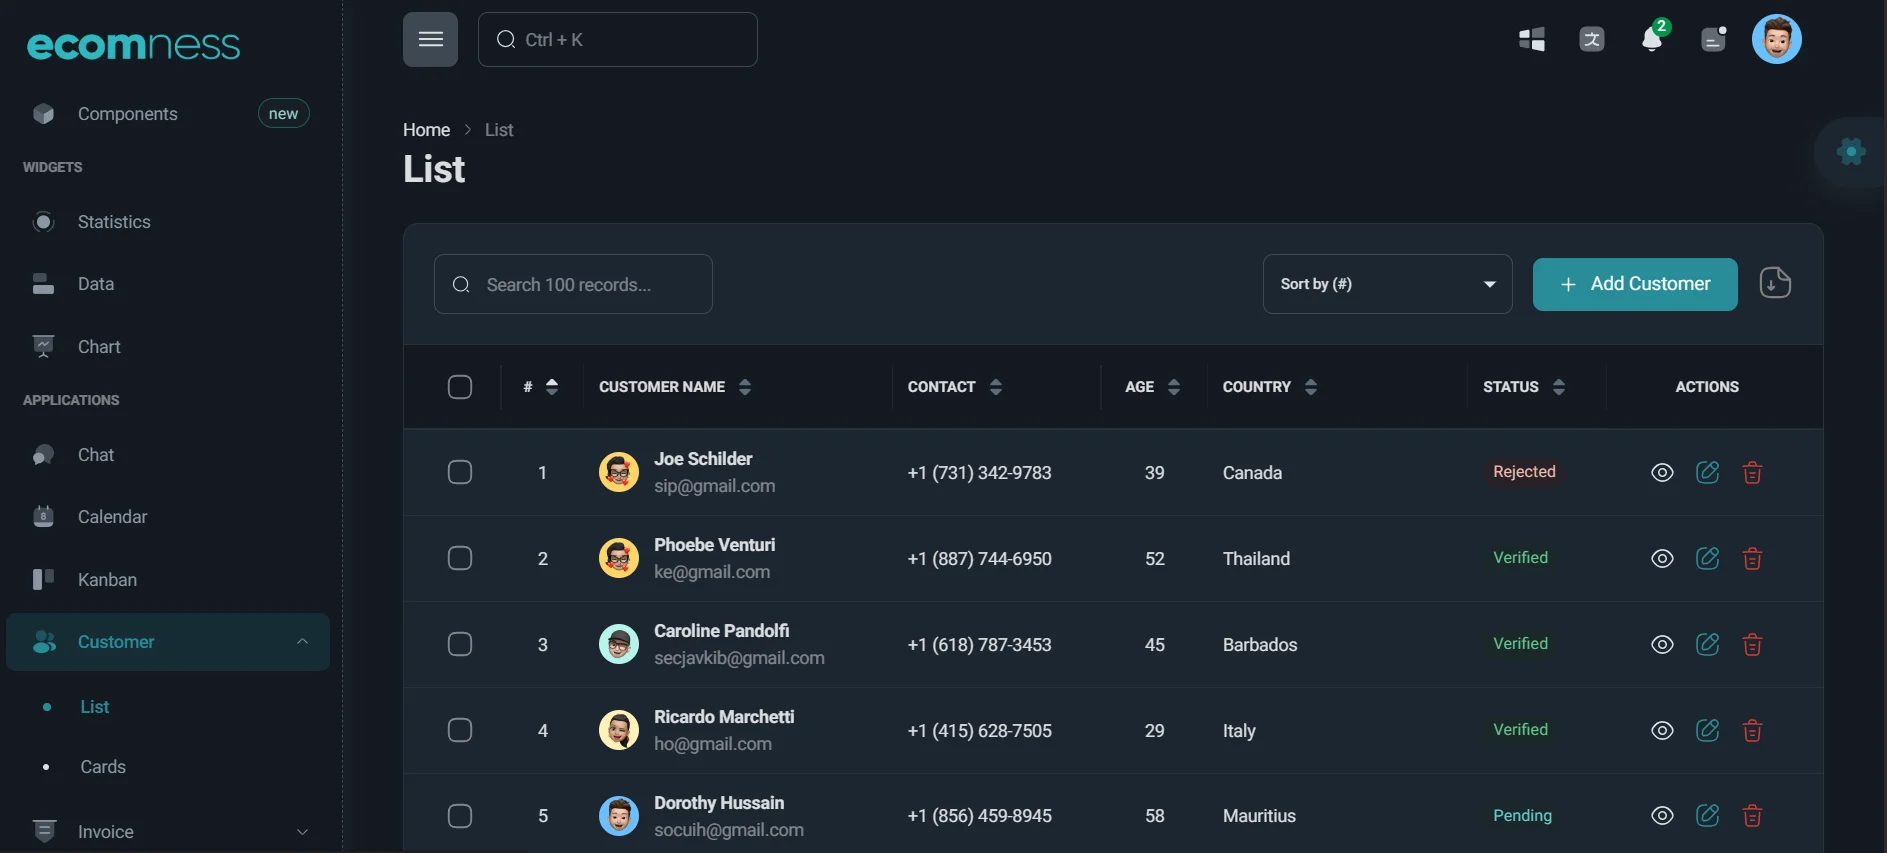 ecomness
Ctrl + K
2
Components new
WIDGETS
Statistics
Data
Chart
APPLICATIONS
Chat
8
Calendar
Kanban
Customer
List
Cards
Invoice
Home > List
List
Search 100 records...
Sort by (#)
+ Add Customer
# CUSTOMER NAME CONTACT AGE COUNTRY STATUS ACTIONS
1 Joe Schilder +1 (731) 342-9783 39 Canada Rejected
sip@gmail.com
2 Phoebe Venturi +1 (887) 744-6950 52 Thailand Verified
ke@gmail.com
3 Caroline Pandolfi +1 (618) 787-3453 45 Barbados Verified
secjavkib@gmail.com
4 Ricardo Marchetti +1 (415) 628-7505 29 Italy Verified
ho@gmail.com
5 Dorothy Hussain +1 (856) 459-8945 58 Mauritius Pending
socuih@gmail.com